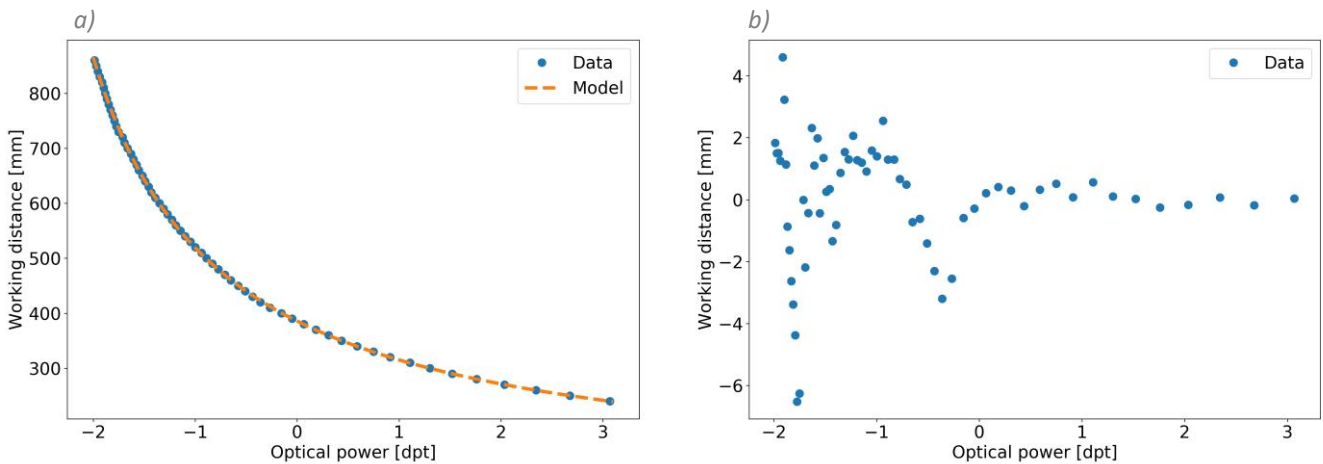 a)
Working distance [mm]
800
700
600
500
400
300
Data
Model
−2
−1
0
1
2
3
Optical power [dpt]
b)
Working distance [mm]
4
2
0
−2
−4
−6
Data
−2
−1
0
1
2
3
Optical power [dpt]